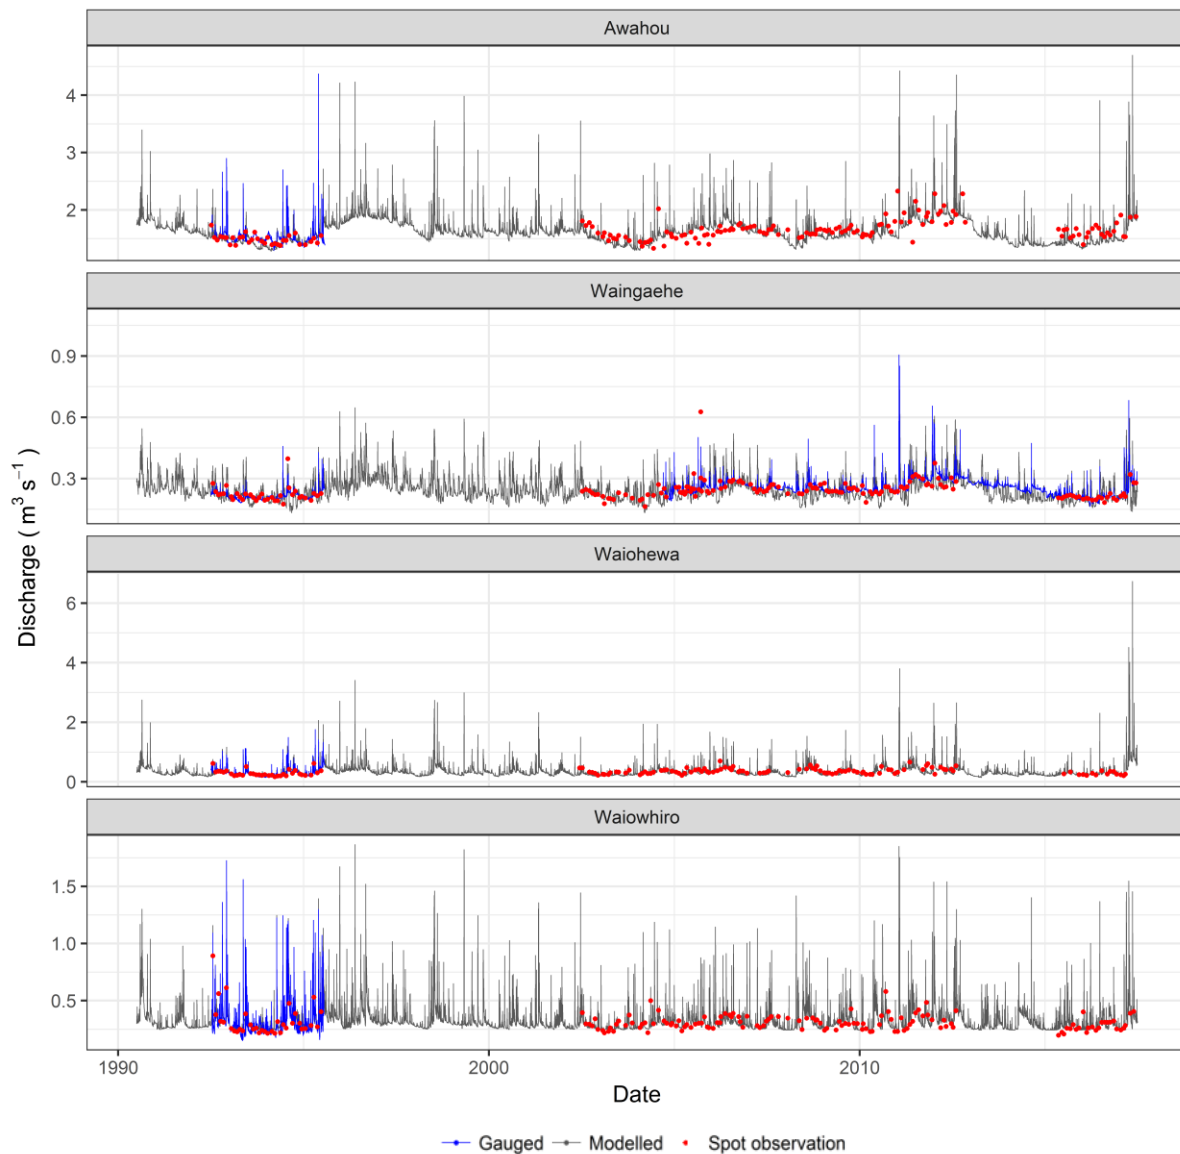 Awahou
4
3
2
Waingaehe
0.9
0.6
0.3
Waiohewa
6
4
2
0
Waiowhiro
1.5
1.0
0.5
1990 2000 2010
Discharge ( m³ s⁻¹ )
Date
Gauged Modelled Spot observation